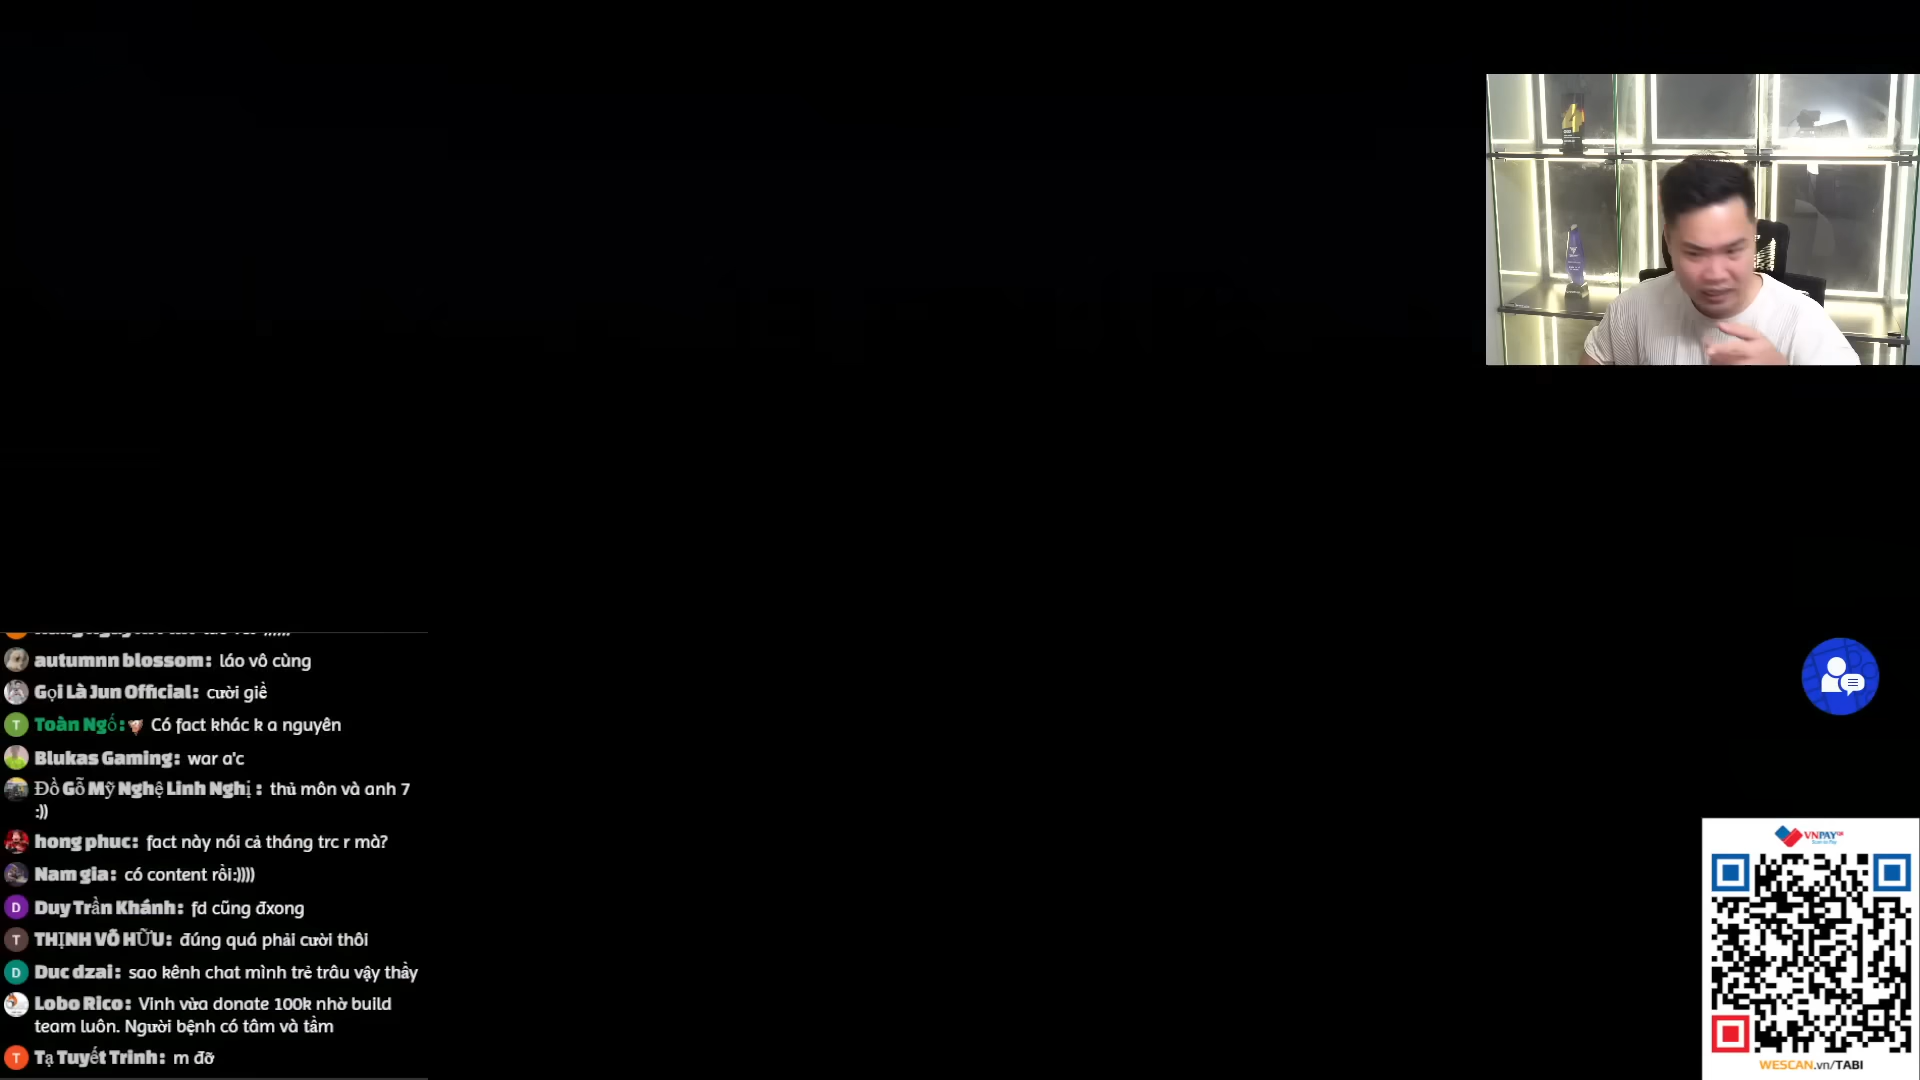 autumnn blossom: láo vô cùng
Gọi Là Jun Official: cười giề
T Toàn Ngố: Có fact khác k a nguyên
Blukas Gaming: war a'c
Đồ Gỗ Mỹ Nghệ Linh Nghị : thủ môn và anh 7
:))
hong phuc: fact này nói cả tháng trc r mà?
Nam gia: có content rồi:))))
D Duy Trần Khánh: fd cũng đxong
T THỊNH VÕ HỮU: đúng quá phải cười thôi
D Duc dzai: sao kênh chat mình trẻ trâu vậy thầy
Lobo Rico: Vinh vừa donate 100k nhờ build
team luôn. Người bệnh có tâm và tầm
T Tạ Tuyết Trinh: m đỡ
VNPAY
WESCAN.vn/TABI